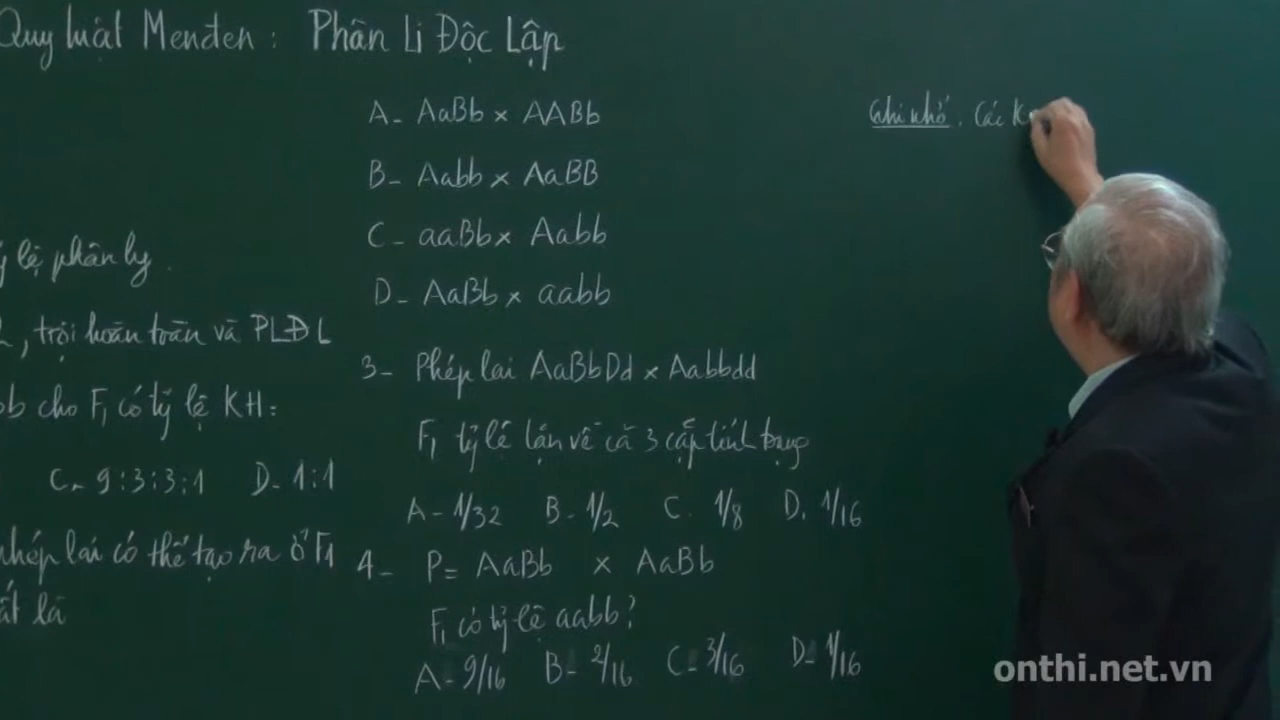 Quy luật Menden: Phân Li Độc Lập
lệ phân ly.
, trội hoàn toàn và PLĐL
cho F1 có tỷ lệ KH:
C- 9:3:3:1 D- 1:1
phép lai có thể tạo ra ở F1
là
A- AaBb × AABb
B- Aabb × AaBB
C- aaBb × Aabb
D- AaBb × aabb
3- Phép lai AaBbDd × Aabbdd
F1 tỷ lệ lặn về cả 3 cặp tính trạng
A- 1/32 B- 1/2 C. 1/8 D. 1/16
4- P= AaBb × AaBb
F1 có tỷ lệ aabb?
A- 9/16 B- 2/16 C- 3/16 D- 1/16
Ghi nhớ. Các K
onthi.net.vn